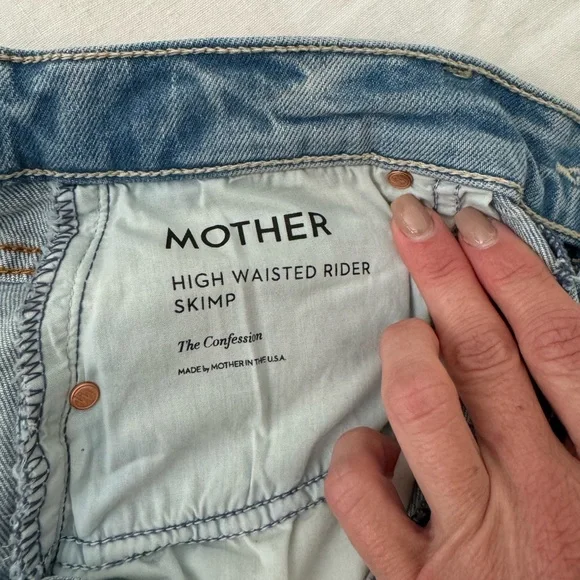 MOTHER
HIGH WAISTED RIDER
SKIMP
The Confession
MADE by MOTHER IN THE U.S.A.